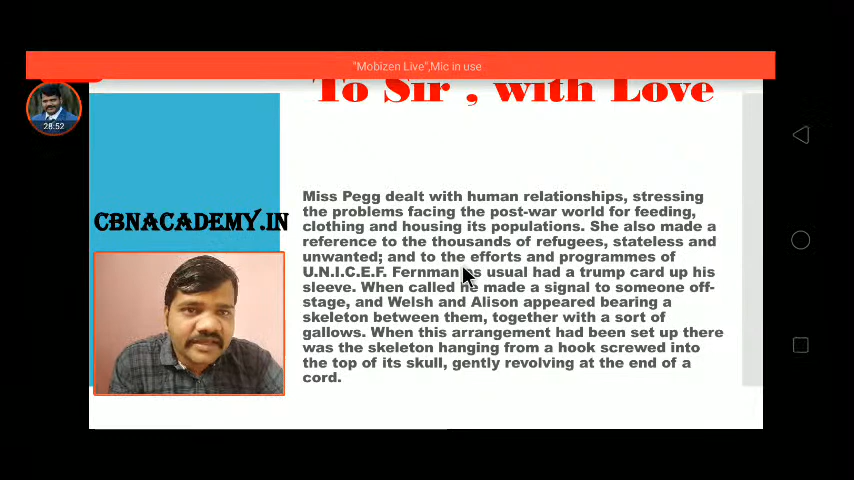 "Mobizen Live",Mic in use
To Sir , with Love
28:52
CBNACADEMY.IN
Miss Pegg dealt with human relationships, stressing
the problems facing the post-war world for feeding,
clothing and housing its populations. She also made a
reference to the thousands of refugees, stateless and
unwanted; and to the efforts and programmes of
U.N.I.C.E.F. Fernman as usual had a trump card up his
sleeve. When called he made a signal to someone off-
stage, and Welsh and Alison appeared bearing a
skeleton between them, together with a sort of
gallows. When this arrangement had been set up there
was the skeleton hanging from a hook screwed into
the top of its skull, gently revolving at the end of a
cord.